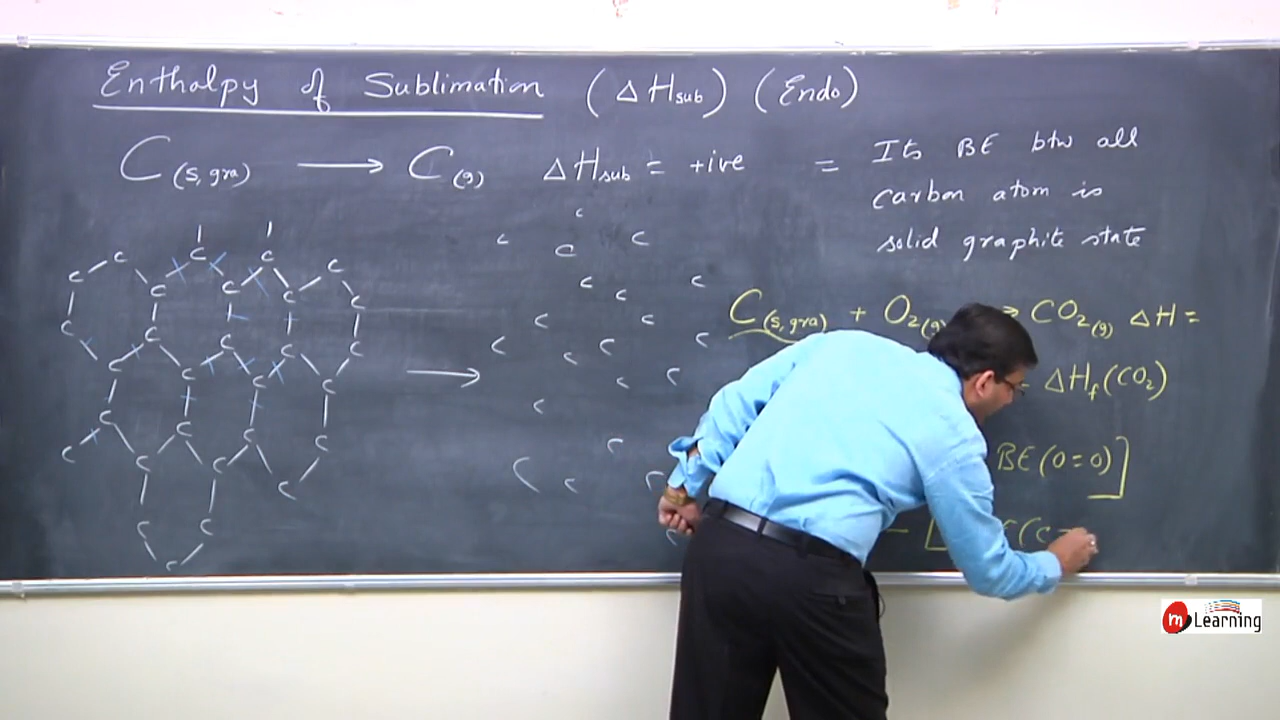 Enthalpy of Sublimation (ΔHsub) (Endo)
C(s, gra) ⟶ C(g) ΔHsub = +ive = Its BE btw all
carbon atom is
solid graphite state
C(s, gra) + O2(g) → CO2(g) ΔH =
= ΔHf(CO2)
BE(O=O)]
− [ E(C =
m Learning